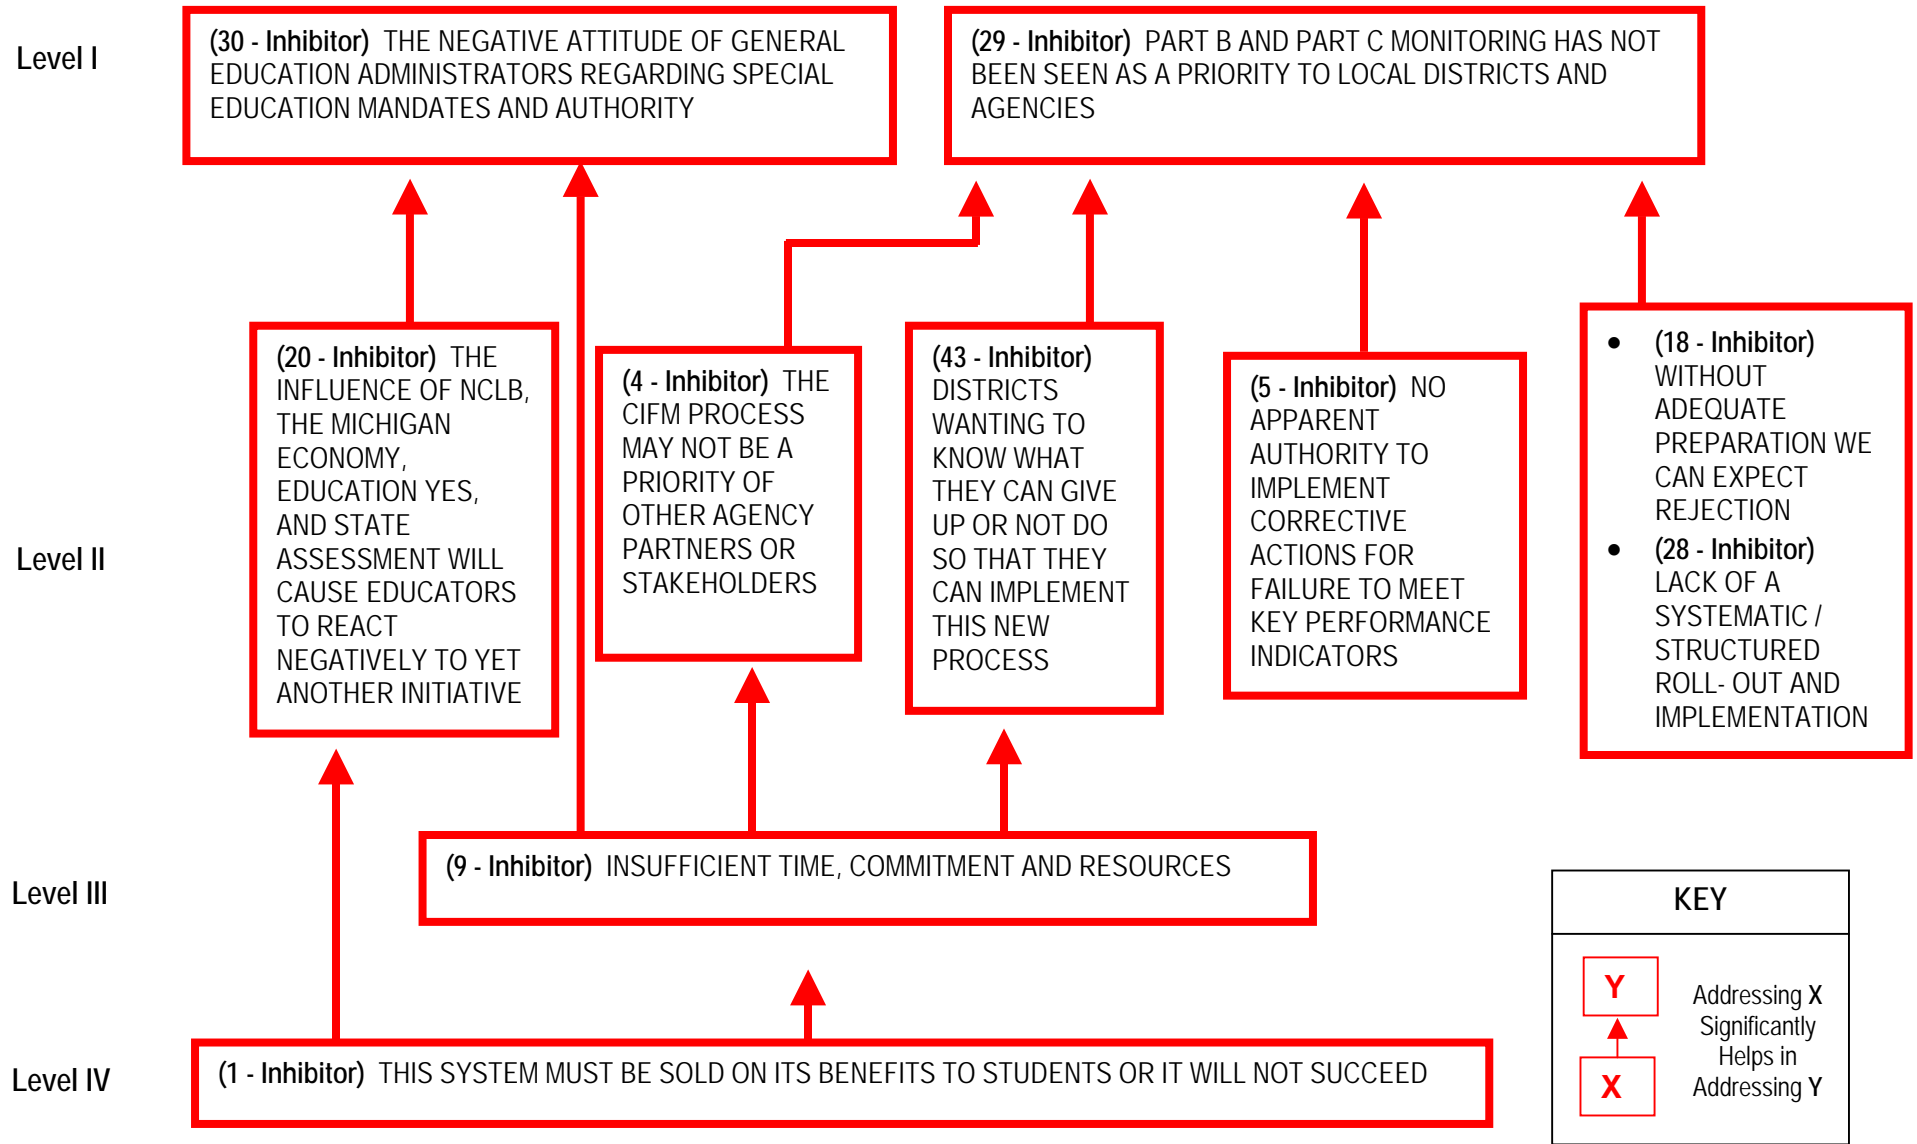 Level I
(30 - Inhibitor) THE NEGATIVE ATTITUDE OF GENERAL
EDUCATION ADMINISTRATORS REGARDING SPECIAL
EDUCATION MANDATES AND AUTHORITY
(29 - Inhibitor) PART B AND PART C MONITORING HAS NOT
BEEN SEEN AS A PRIORITY TO LOCAL DISTRICTS AND
AGENCIES
Level II
(20 - Inhibitor) THE
INFLUENCE OF NCLB,
THE MICHIGAN
ECONOMY,
EDUCATION YES,
AND STATE
ASSESSMENT WILL
CAUSE EDUCATORS
TO REACT
NEGATIVELY TO YET
ANOTHER INITIATIVE
(4 - Inhibitor) THE
CIFM PROCESS
MAY NOT BE A
PRIORITY OF
OTHER AGENCY
PARTNERS OR
STAKEHOLDERS
(43 - Inhibitor)
DISTRICTS
WANTING TO
KNOW WHAT
THEY CAN GIVE
UP OR NOT DO
SO THAT THEY
CAN IMPLEMENT
THIS NEW
PROCESS
(5 - Inhibitor) NO
APPARENT
AUTHORITY TO
IMPLEMENT
CORRECTIVE
ACTIONS FOR
FAILURE TO MEET
KEY PERFORMANCE
INDICATORS
• (18 - Inhibitor)
WITHOUT
ADEQUATE
PREPARATION WE
CAN EXPECT
REJECTION
• (28 - Inhibitor)
LACK OF A
SYSTEMATIC /
STRUCTURED
ROLL- OUT AND
IMPLEMENTATION
Level III
(9 - Inhibitor) INSUFFICIENT TIME, COMMITMENT AND RESOURCES
Level IV
(1 - Inhibitor) THIS SYSTEM MUST BE SOLD ON ITS BENEFITS TO STUDENTS OR IT WILL NOT SUCCEED
KEY
Y
X
Addressing X
Significantly
Helps in
Addressing Y